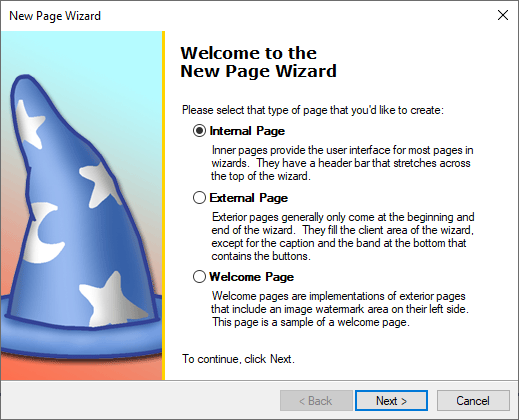 New Page Wizard
Welcome to the
New Page Wizard
Please select that type of page that you'd like to create:
Internal Page
Inner pages provide the user interface for most pages in
wizards. They have a header bar that stretches across
the top of the wizard.
External Page
Exterior pages generally only come at the beginning and
end of the wizard. They fill the client area of the wizard,
except for the caption and the band at the bottom that
contains the buttons.
Welcome Page
Welcome pages are implementations of exterior pages
that include an image watermark area on their left side.
This page is a sample of a welcome page.
To continue, click Next.
< Back Next > Cancel